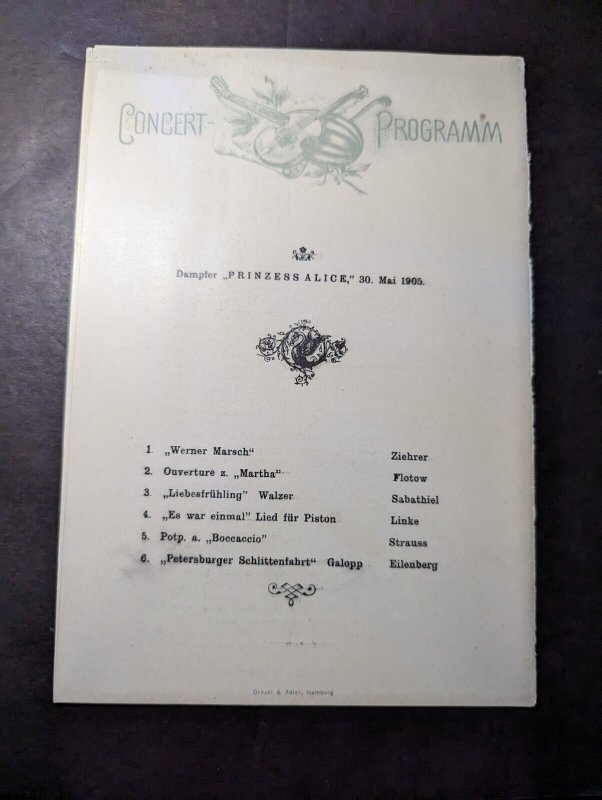 CONCERT- PROGRAMM
Dampfer „PRINZESS ALICE,“ 30. Mai 1905.
1. „Werner Marsch“ Ziehrer
2. Ouverture z. „Martha“ Flotow
3. „Liebesfrühling“ Walzer Sabathiel
4. „Es war einmal“ Lied für Piston Linke
5. Potp. a. „Boccaccio“ Strauss
6. „Petersburger Schlittenfahrt“ Galopp Eilenberg
& Adler, Hamburg